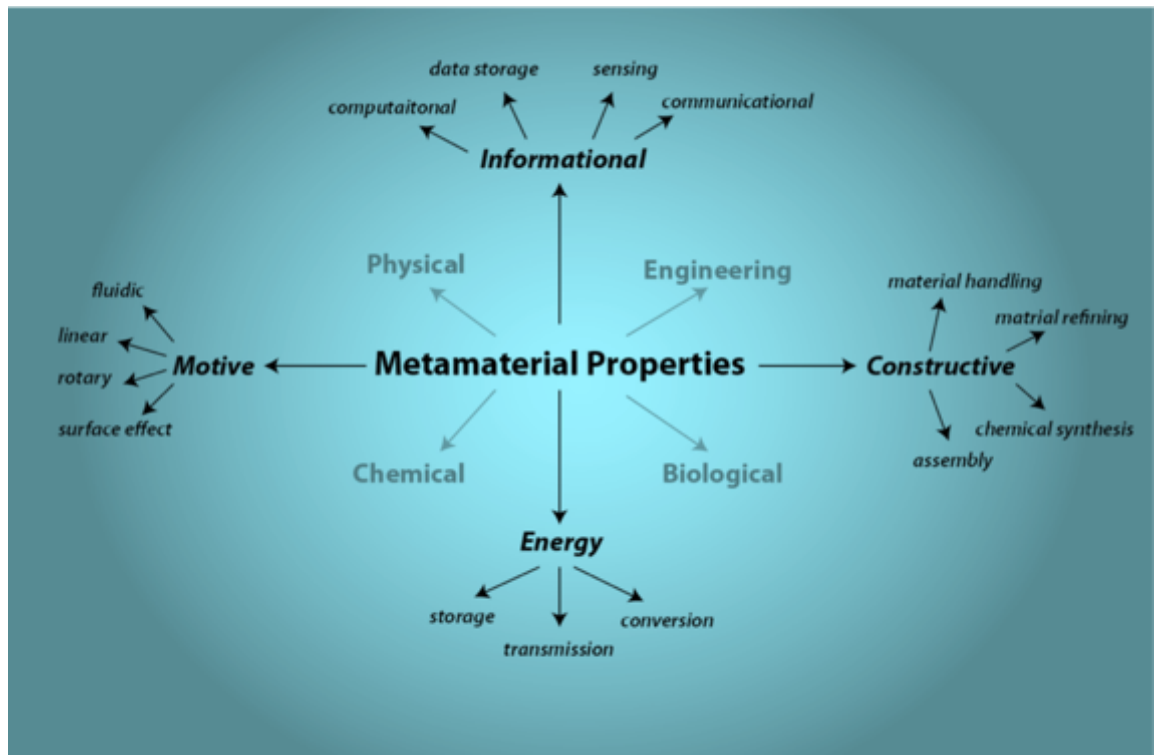 data storage
sensing
computaitonal
communicational
Informational
Physical
Engineering
fluidic
linear
rotary
surface effect
Motive
Metamaterial Properties
Constructive
material handling
matrial refining
chemical synthesis
assembly
Chemical
Biological
Energy
storage
transmission
conversion